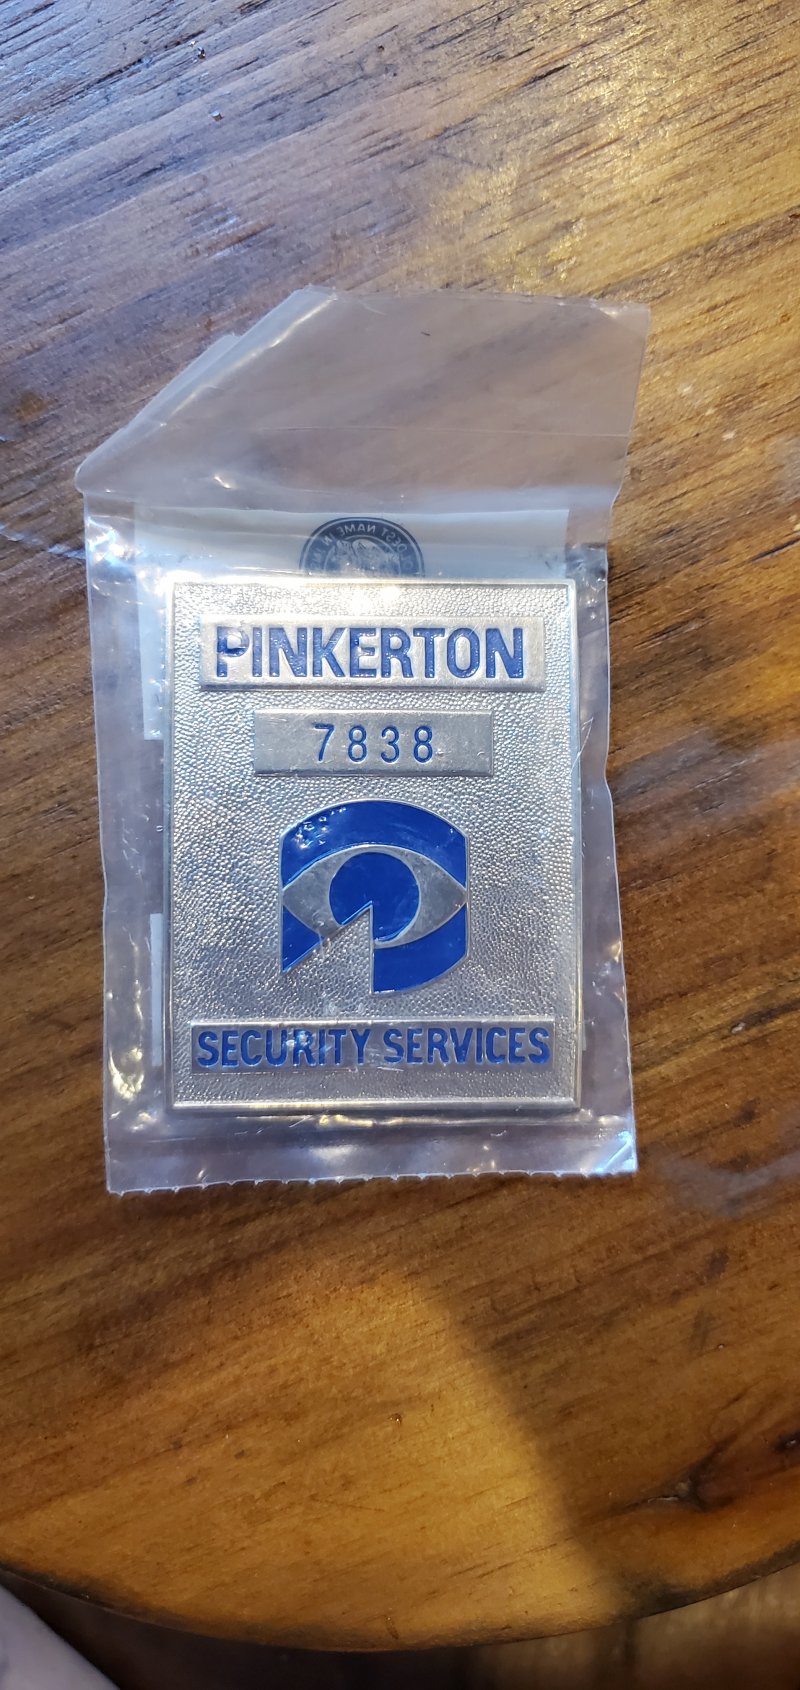 PINKERTON
7838
SECURITY SERVICES